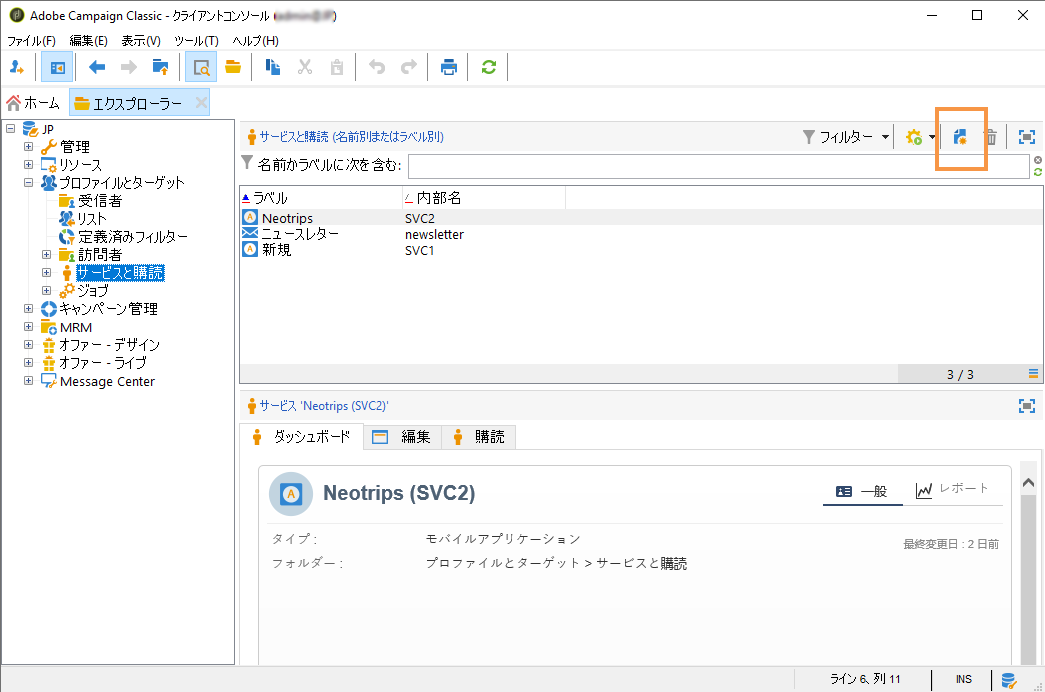 Adobe Campaign Classic - クライアントコンソール
ファイル(F) 編集(E) 表示(V) ツール(T) ヘルプ(H)
ホーム エクスプローラー
JP
管理
リソース
プロファイルとターゲット
受信者
リスト
定義済みフィルター
訪問者
サービスと購読
ジョブ
キャンペーン管理
MRM
オファー - デザイン
オファー - ライブ
Message Center
サービスと購読 (名前別またはラベル別)
フィルター
名前かラベルに次を含む:
ラベル 内部名
Neotrips SVC2
ニュースレター newsletter
新規 SVC1
3 / 3
サービス 'Neotrips (SVC2)'
ダッシュボード 編集 購読
Neotrips (SVC2)
一般 レポート
タイプ : モバイルアプリケーション
最終変更日 : 2 日前
フォルダー : プロファイルとターゲット > サービスと購読
ライン 6、列 11 INS